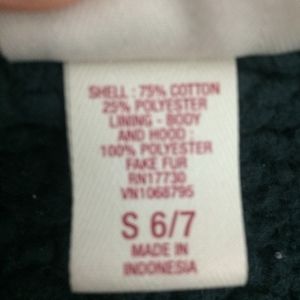 SHELL : 75% COTTON
25% POLYESTER
LINING - BODY
AND HOOD :
100% POLYESTER
FAKE FUR
RN17730
VN1068795
S 6/7
MADE IN
INDONESIA